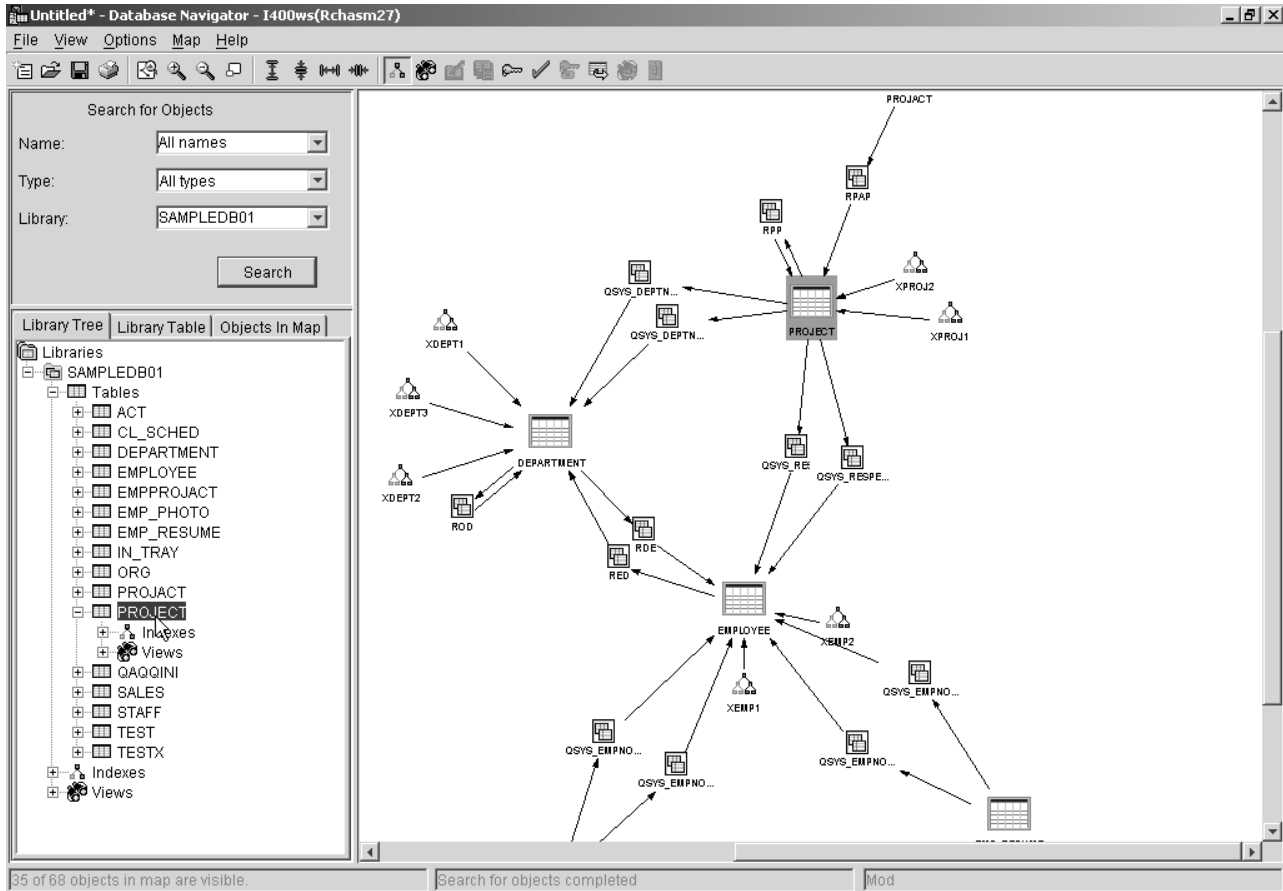 Untitled* - Database Navigator - I400ws(Rchasm27)
File View Options Map Help
Search for Objects
Name: All names
Type: All types
Library: SAMPLEDB01
Search
Library Tree Library Table Objects In Map
Libraries
SAMPLEDB01
Tables
ACT
CL_SCHED
DEPARTMENT
EMPLOYEE
EMPPROJACT
EMP_PHOTO
EMP_RESUME
IN_TRAY
ORG
PROJACT
PROJECT
Indexes
Views
QAQQINI
SALES
STAFF
TEST
TESTX
Indexes
Views
PROJACT
RPAP
RPP
XPROJ2
QSYS_DEPTN...
PROJECT
XPROJ1
QSYS_DEPTN...
XDEPT1
XDEPT3
DEPARTMENT
QSYS_RES
QSYS_RESPE...
XDEPT2
ROD
RDE
RED
EMPLOYEE
XEMP2
QSYS_EMPNO...
XEMP1
QSYS_EMPNO...
QSYS_EMPNO...
QSYS_EMPNO...
35 of 68 objects in map are visible.
Search for objects completed
Mod